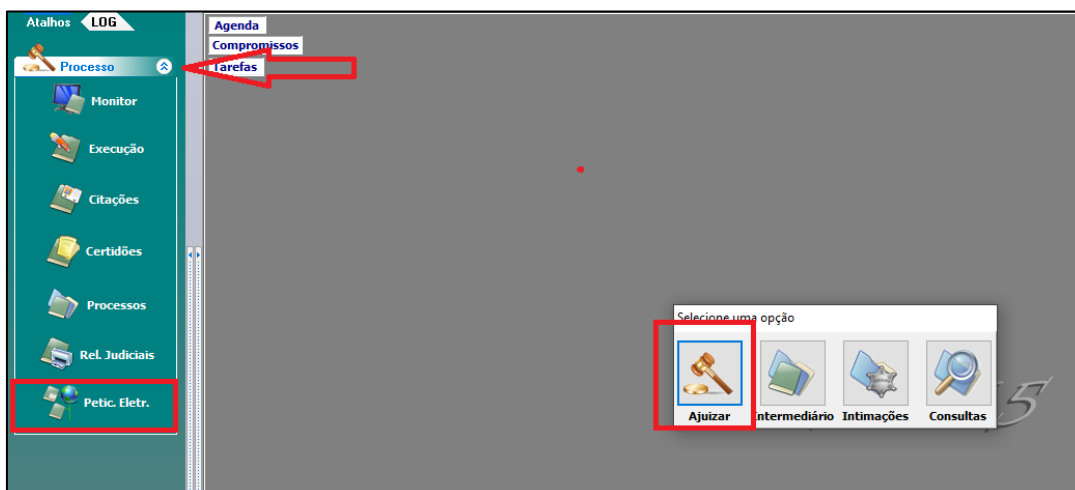 Atalhos LOG
Processo
Monitor
Execução
Citações
Certidões
Processos
Rel. Judiciais
Petic. Eletr.
Agenda
Compromissos
Tarefas
Selecione uma opção
Ajuizar Intermediário Intimações Consultas
5